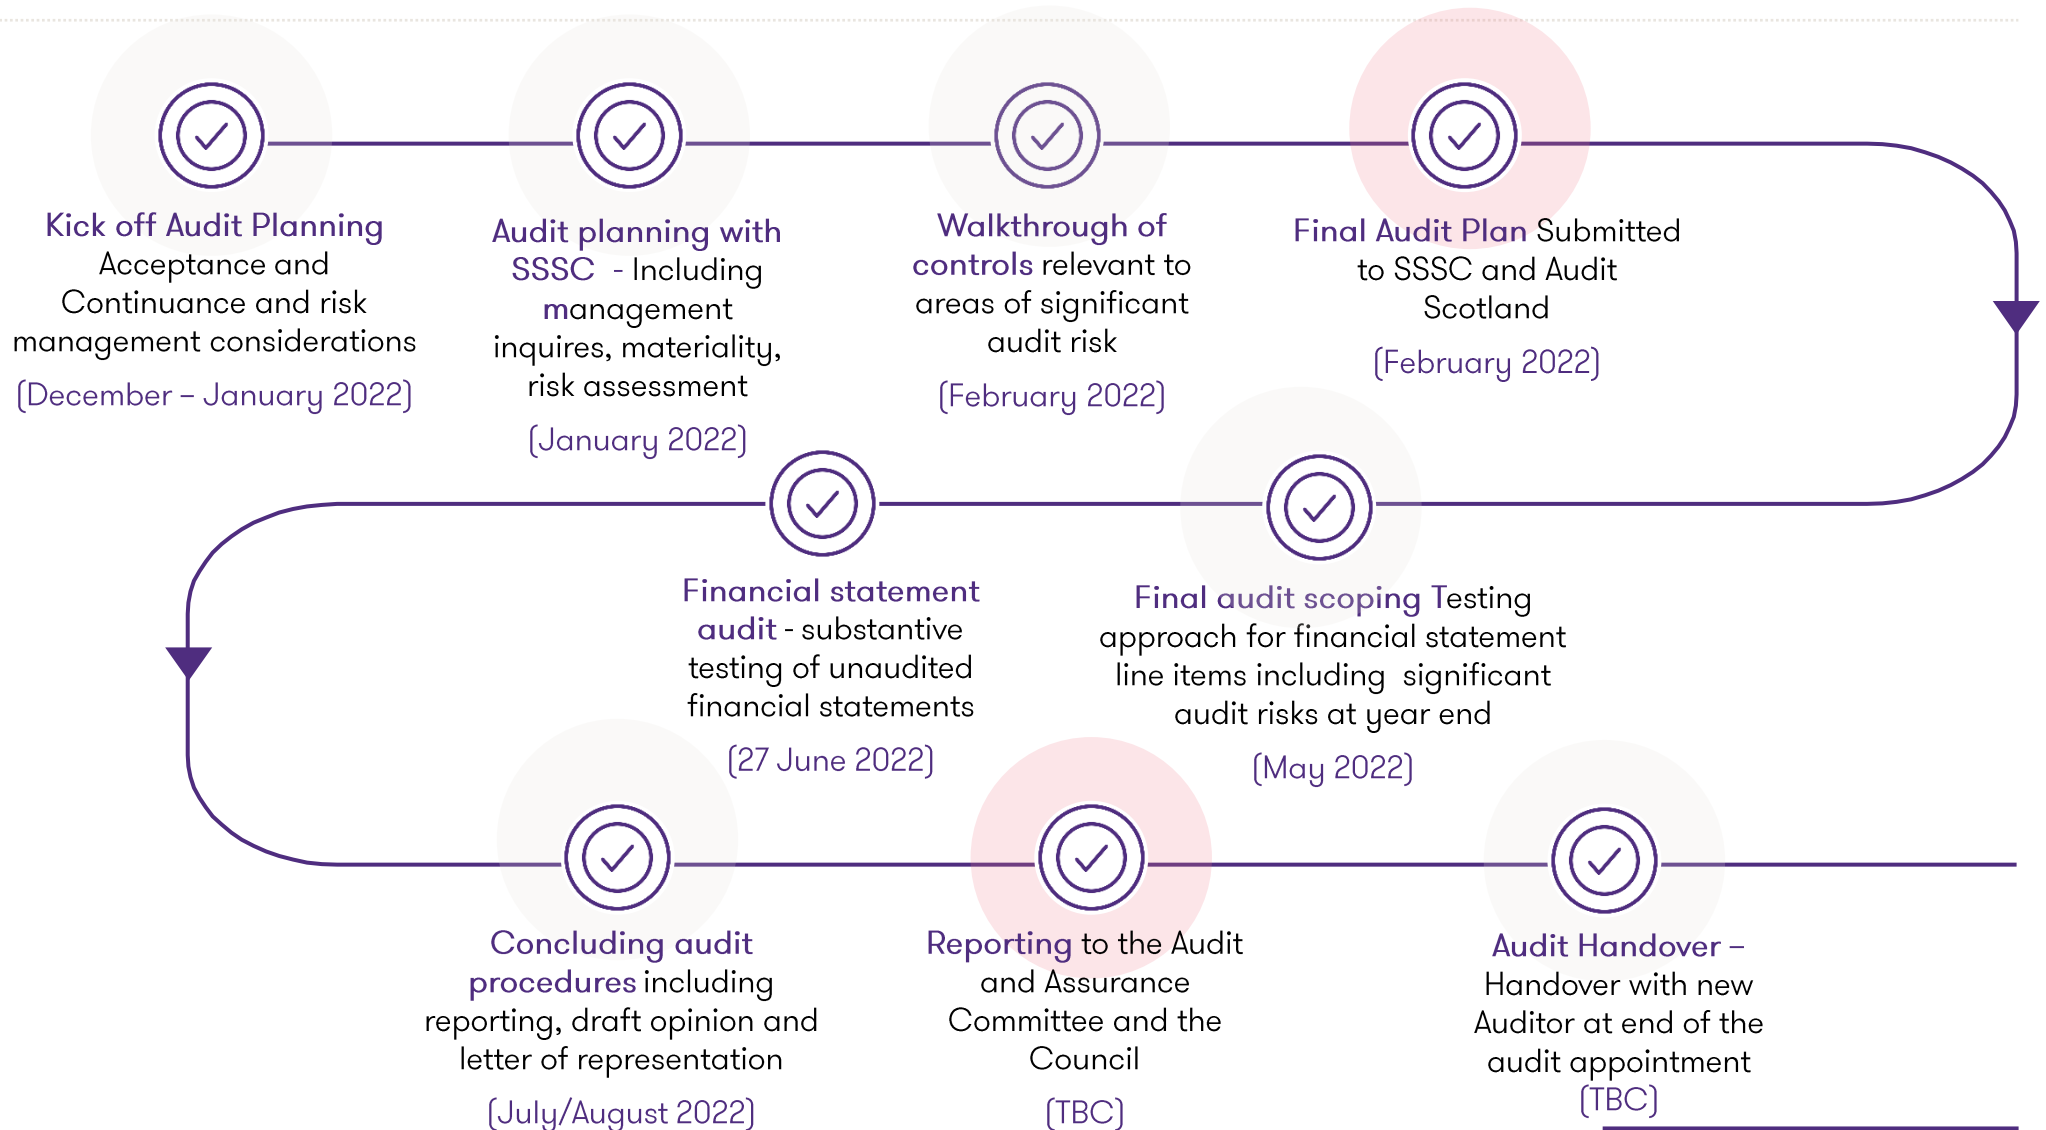 Kick off Audit Planning
Acceptance and
Continuance and risk
management considerations
(December – January 2022)
Audit planning with
SSSC - Including
management
inquires, materiality,
risk assessment
(January 2022)
Walkthrough of
controls relevant to
areas of significant
audit risk
(February 2022)
Final Audit Plan Submitted
to SSSC and Audit
Scotland
(February 2022)
Final audit scoping Testing
approach for financial statement
line items including significant
audit risks at year end
(May 2022)
Financial statement
audit - substantive
testing of unaudited
financial statements
(27 June 2022)
Concluding audit
procedures including
reporting, draft opinion and
letter of representation
(July/August 2022)
Reporting to the Audit
and Assurance
Committee and the
Council
(TBC)
Audit Handover –
Handover with new
Auditor at end of the
audit appointment
(TBC)